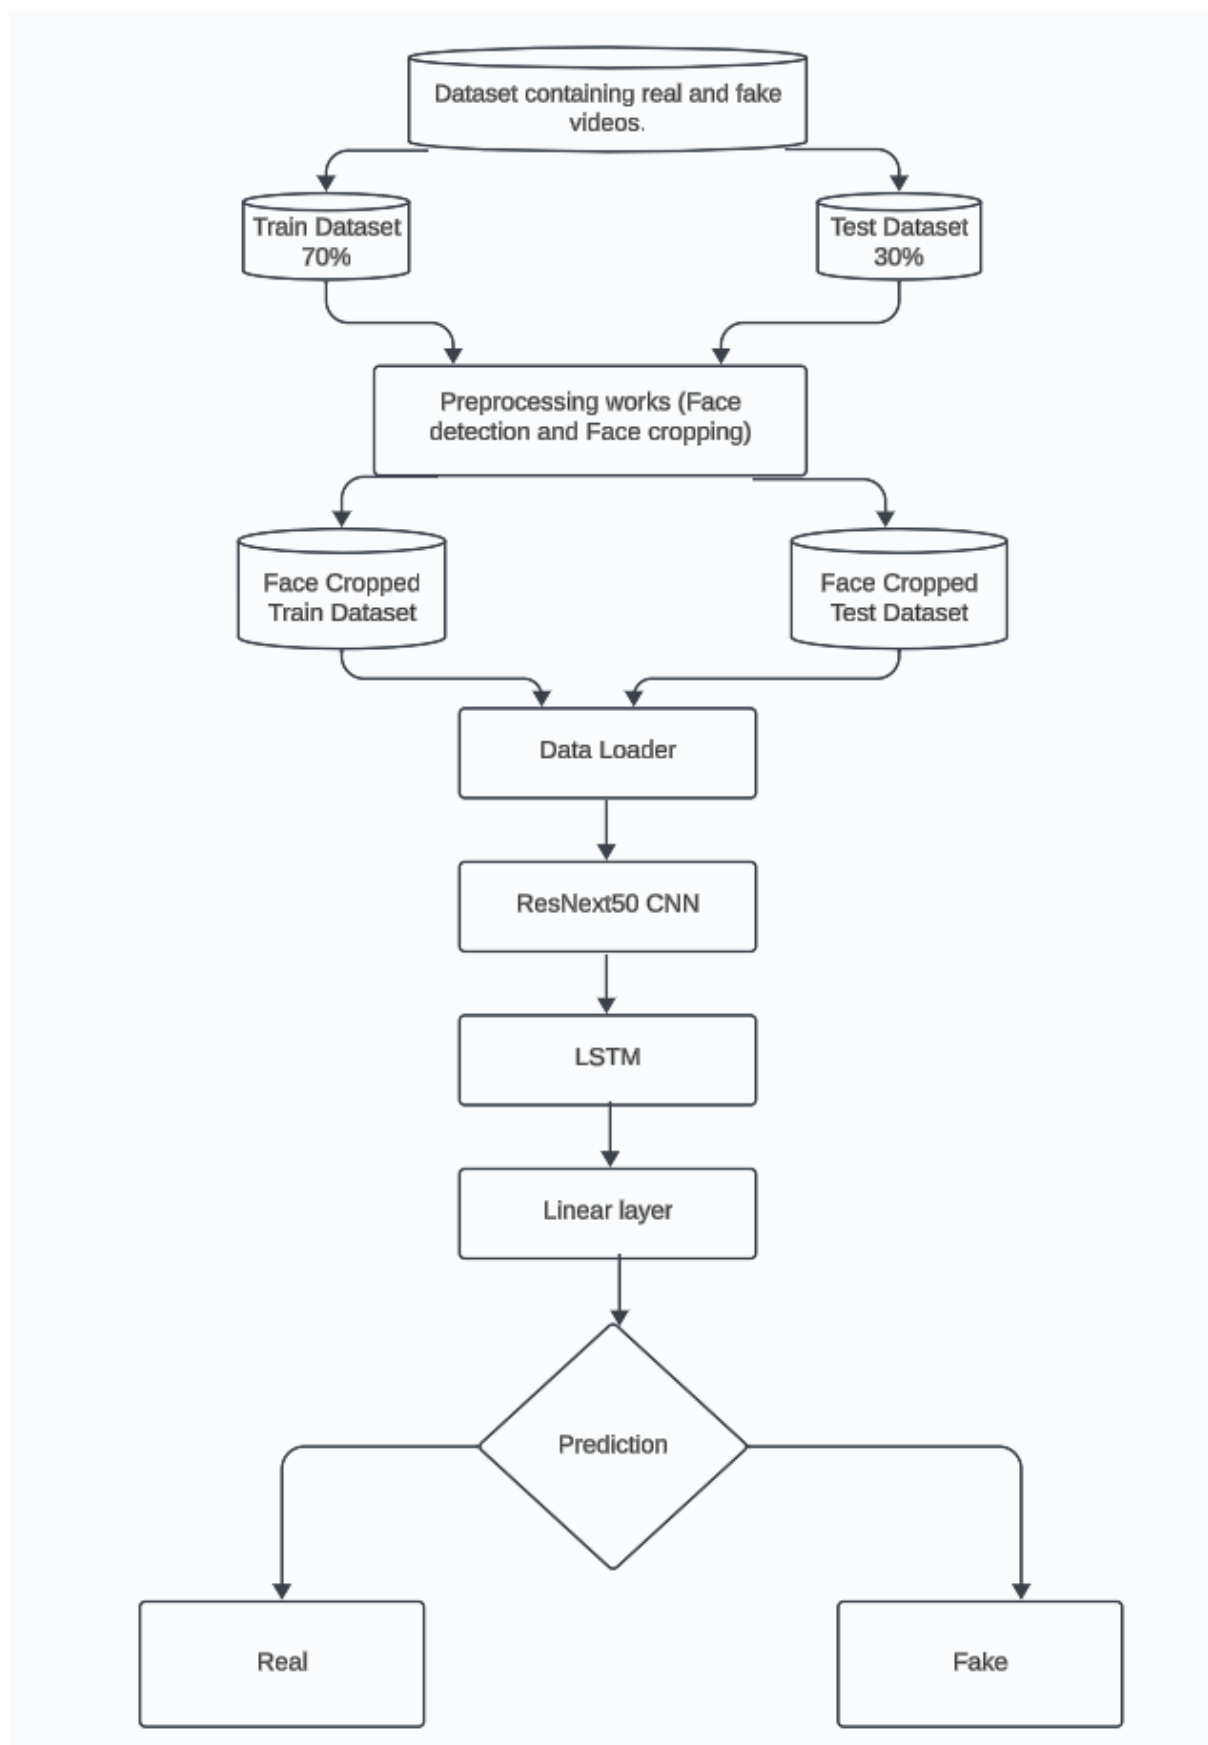 Dataset containing real and fake
videos.
Train Dataset
70%
Test Dataset
30%
Preprocessing works (Face
detection and Face cropping)
Face Cropped
Train Dataset
Face Cropped
Test Dataset
Data Loader
ResNext50 CNN
LSTM
Linear layer
Prediction
Real
Fake